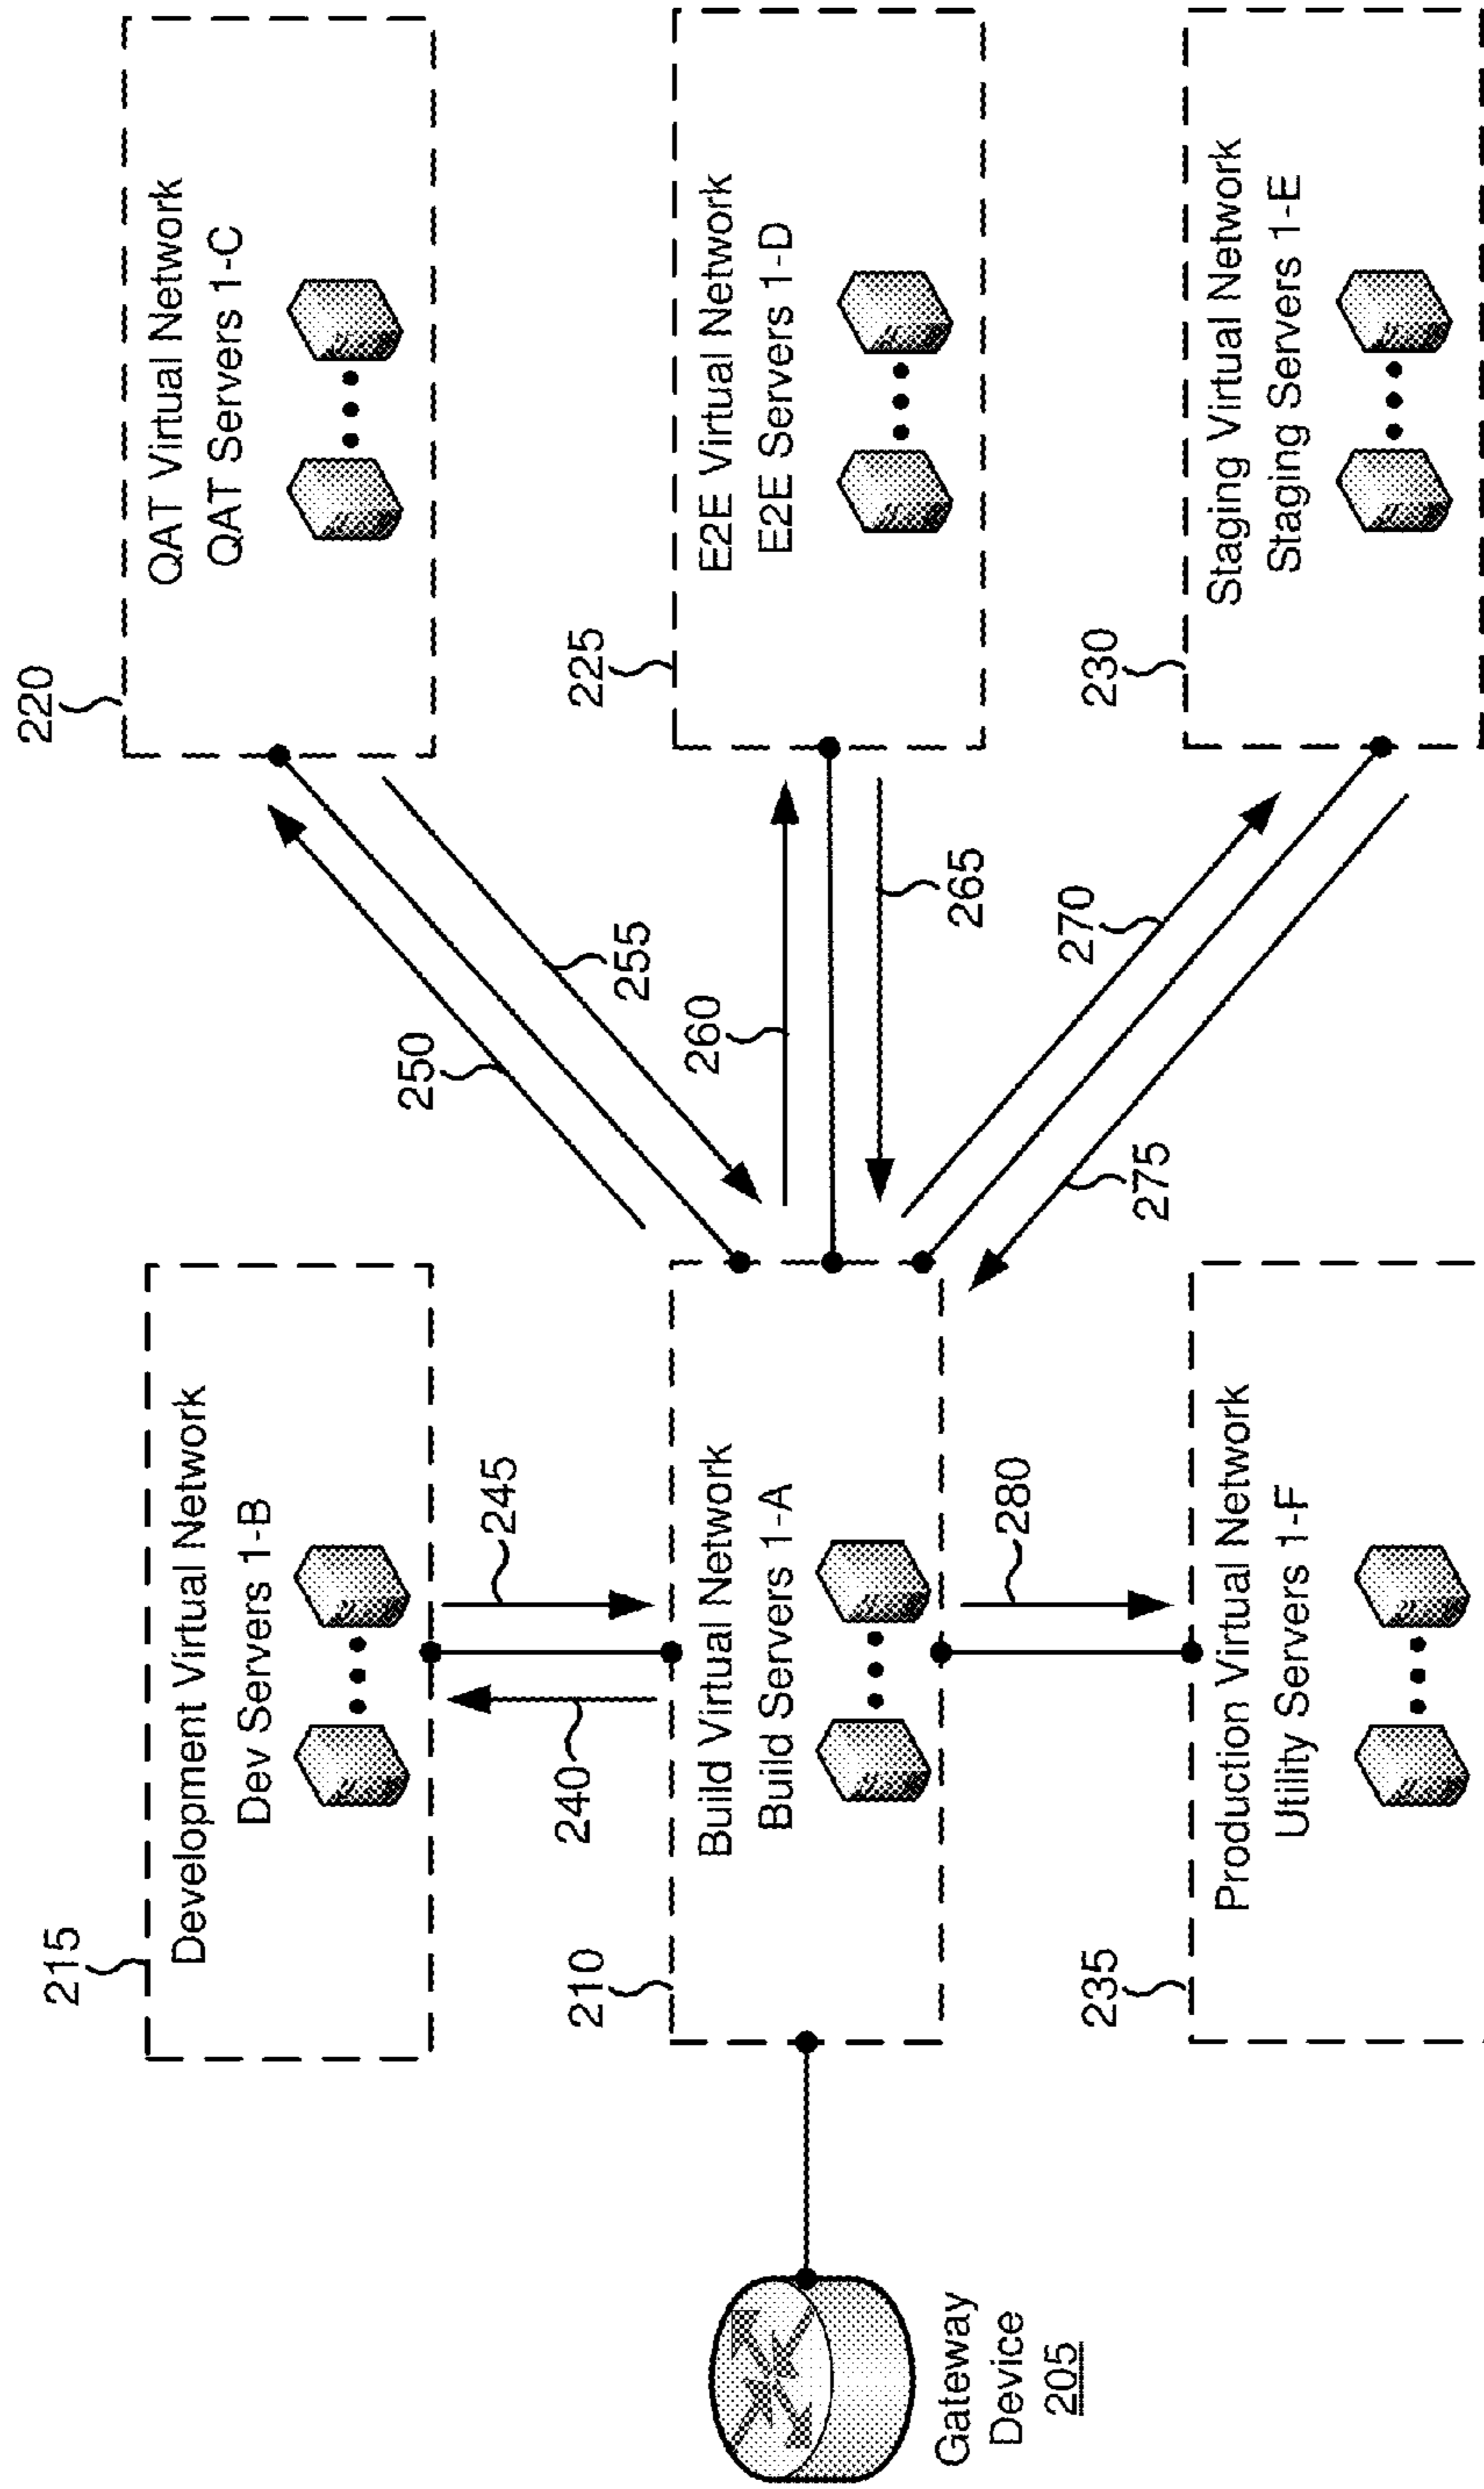 215
Development Virtual Network
Dev Servers 1-B
220
QAT Virtual Network
QAT Servers 1-C
240
245
250
255
210
Build Virtual Network
Build Servers 1-A
260
265
225
E2E Virtual Network
E2E Servers 1-D
Gateway
Device
205
280
270
275
235
Production Virtual Network
Utility Servers 1-F
230
Staging Virtual Network
Staging Servers 1-E